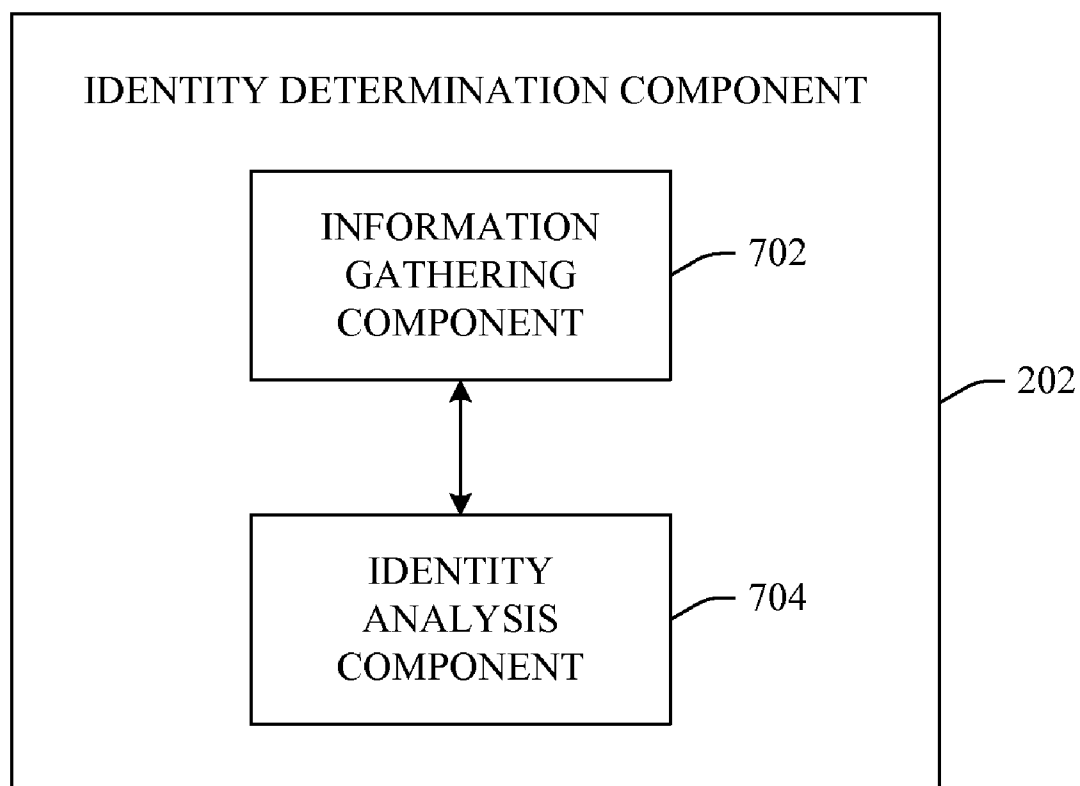 IDENTITY DETERMINATION COMPONENT
INFORMATION
GATHERING
COMPONENT
702
202
IDENTITY
ANALYSIS
COMPONENT
704